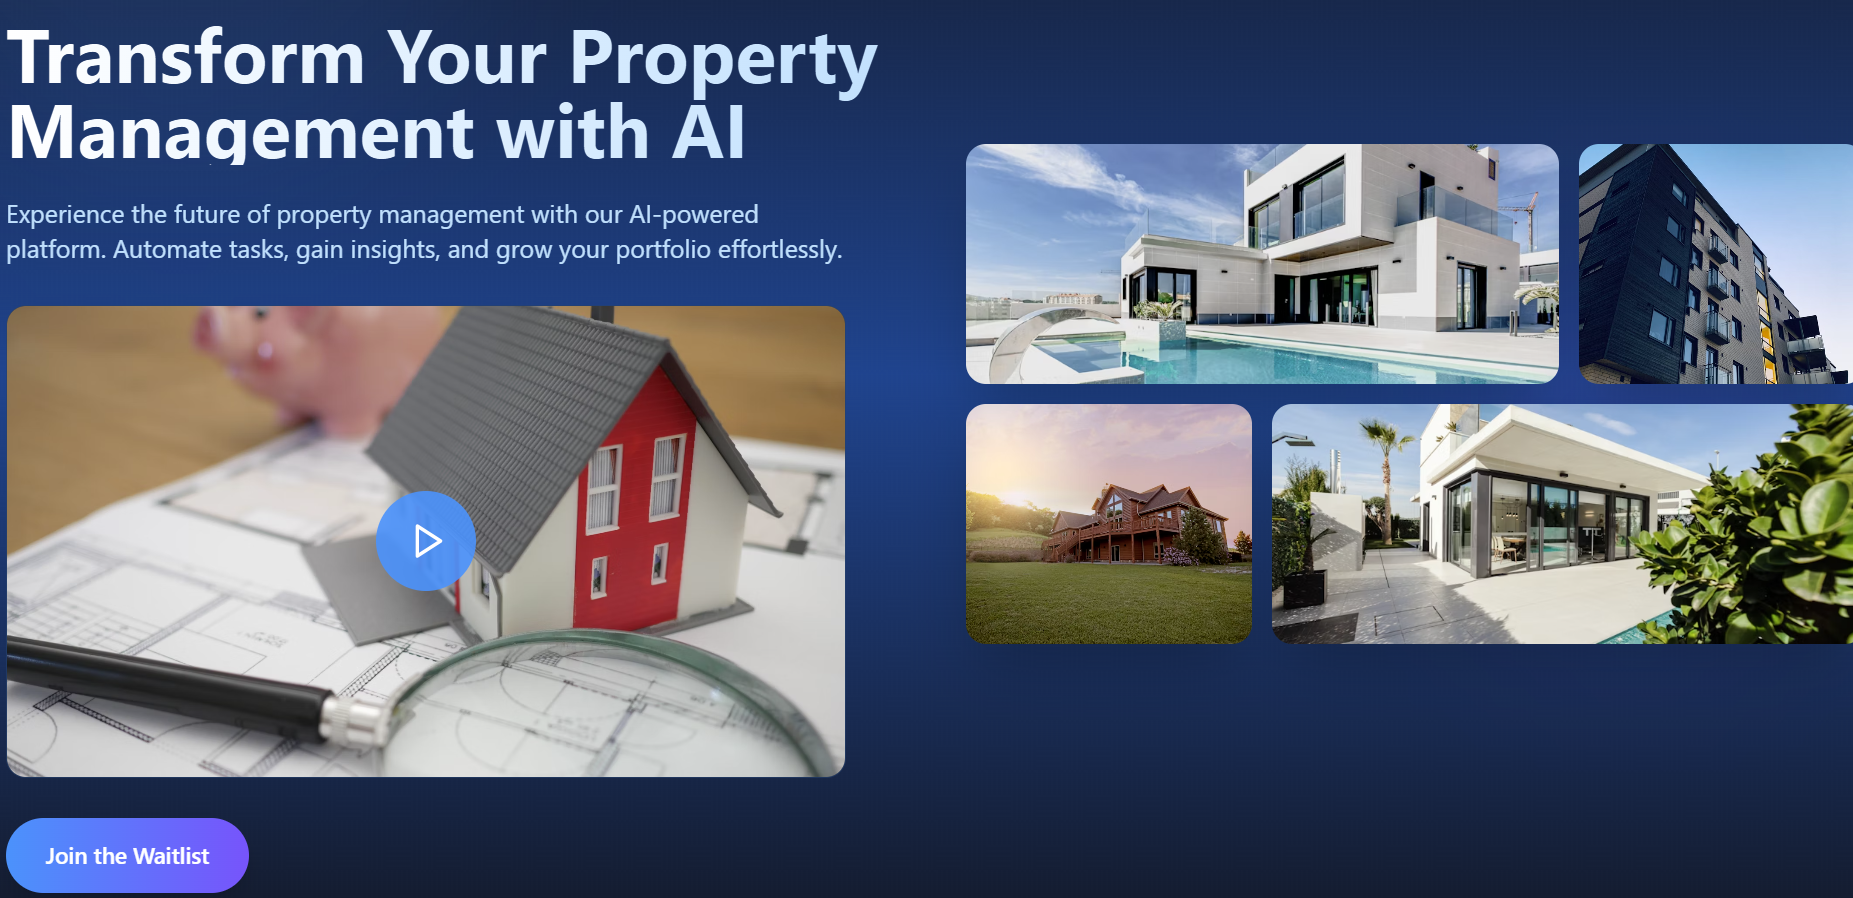 Transform Your Property
Management with AI
Experience the future of property management with our AI-powered
platform. Automate tasks, gain insights, and grow your portfolio effortlessly.
Join the Waitlist